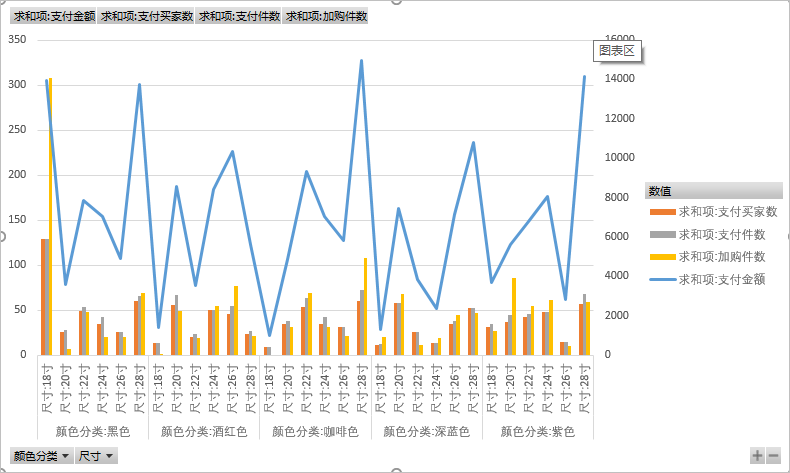 求和项:支付金额 求和项:支付买家数 求和项:支付件数 求和项:加购件数
350
300
250
200
150
100
50
0
16000
14000
12000
10000
8000
6000
4000
2000
0
图表区
数值
求和项:支付买家数
求和项:支付件数
求和项:加购件数
求和项:支付金额
尺寸:18寸
尺寸:20寸
尺寸:22寸
尺寸:24寸
尺寸:26寸
尺寸:28寸
尺寸:18寸
尺寸:20寸
尺寸:22寸
尺寸:24寸
尺寸:26寸
尺寸:28寸
尺寸:18寸
尺寸:20寸
尺寸:22寸
尺寸:24寸
尺寸:26寸
尺寸:28寸
尺寸:18寸
尺寸:20寸
尺寸:22寸
尺寸:24寸
尺寸:26寸
尺寸:28寸
尺寸:18寸
尺寸:20寸
尺寸:22寸
尺寸:24寸
尺寸:26寸
尺寸:28寸
颜色分类:黑色 颜色分类:酒红色 颜色分类:咖啡色 颜色分类:深蓝色 颜色分类:紫色
颜色分类 尺寸